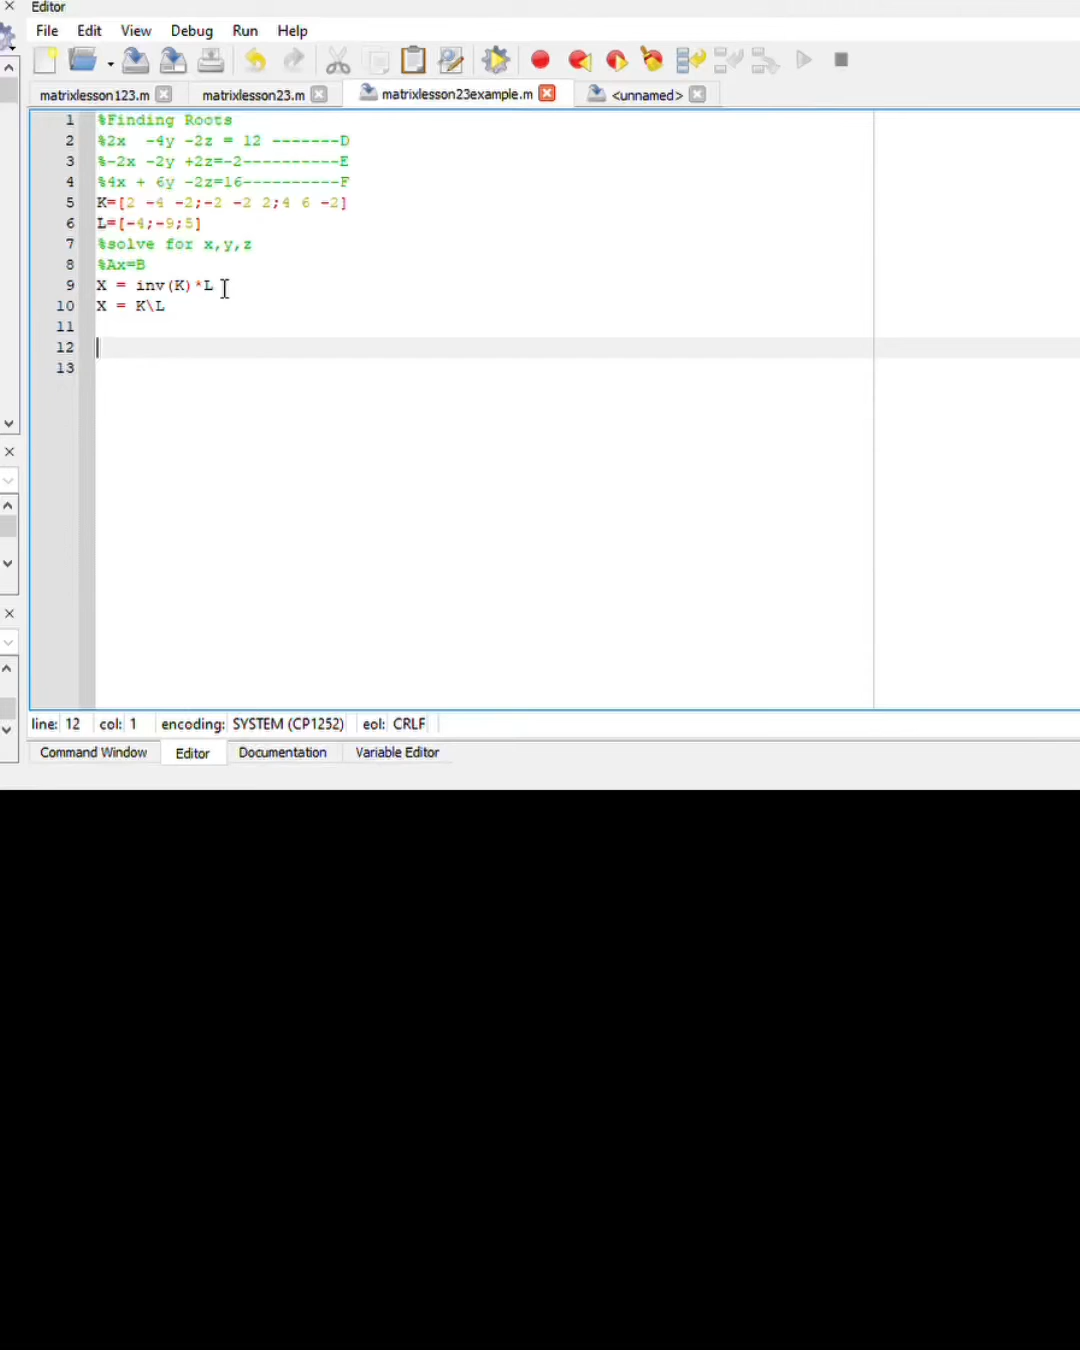 Editor
File Edit View Debug Run Help
matrixlesson123.m matrixlesson23.m matrixlesson23example.m <unnamed>
1 %Finding Roots
2 %2x -4y -2z = 12 -------D
3 %-2x -2y +2z=-2----------E
4 %4x + 6y -2z=16----------F
5 K=[2 -4 -2;-2 -2 2;4 6 -2]
6 L=[-4;-9;5]
7 %solve for x,y,z
8 %Ax=B
9 X = inv(K)*L
10 X = K\L
11
12
13
line: 12 col: 1 encoding: SYSTEM (CP1252) eol: CRLF
Command Window Editor Documentation Variable Editor